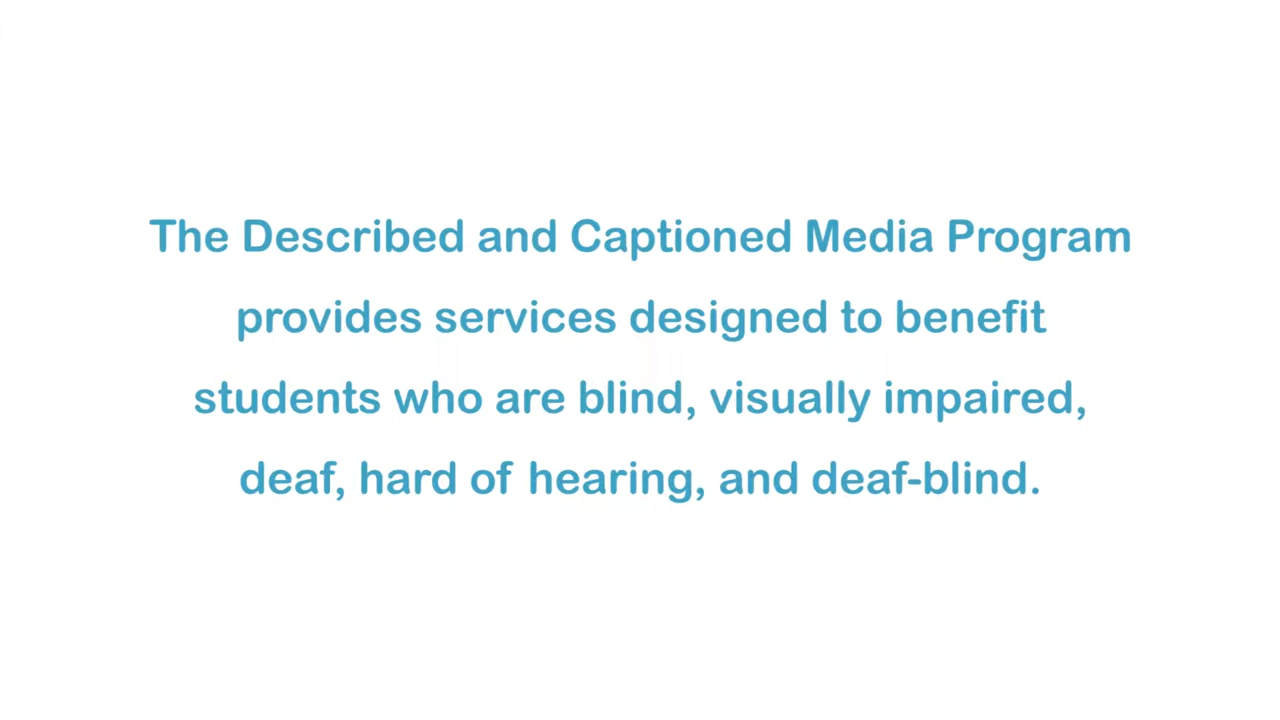 The Described and Captioned Media Program
provides services designed to benefit
students who are blind, visually impaired,
deaf, hard of hearing, and deaf-blind.